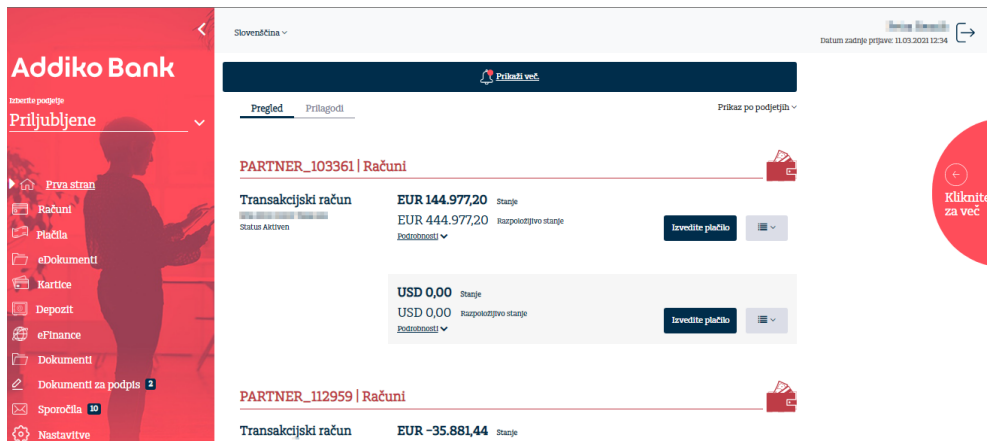 Slovenščina
Datum zadnje prijave: 11.03.2021 12:34
Addiko Bank
Izberite podjetje
Priljubljene
Prva stran
Računi
Plačila
eDokumenti
Kartice
Depozit
eFinance
Dokumenti
Dokumenti za podpis 2
Sporočila 10
Nastavitve
Prikaži več.
Pregled Prilagodi Prikaz po podjetjih
PARTNER_103361 | Računi
Transakcijski račun EUR 144.977,20 Stanje
EUR 444.977,20 Razpoložljivo stanje
Status Aktiven
Podrobnosti
Izvedite plačilo
USD 0,00 Stanje
USD 0,00 Razpoložljivo stanje
Podrobnosti
Izvedite plačilo
PARTNER_112959 | Računi
Transakcijski račun EUR -35.881,44 Stanje
Kliknite
za več